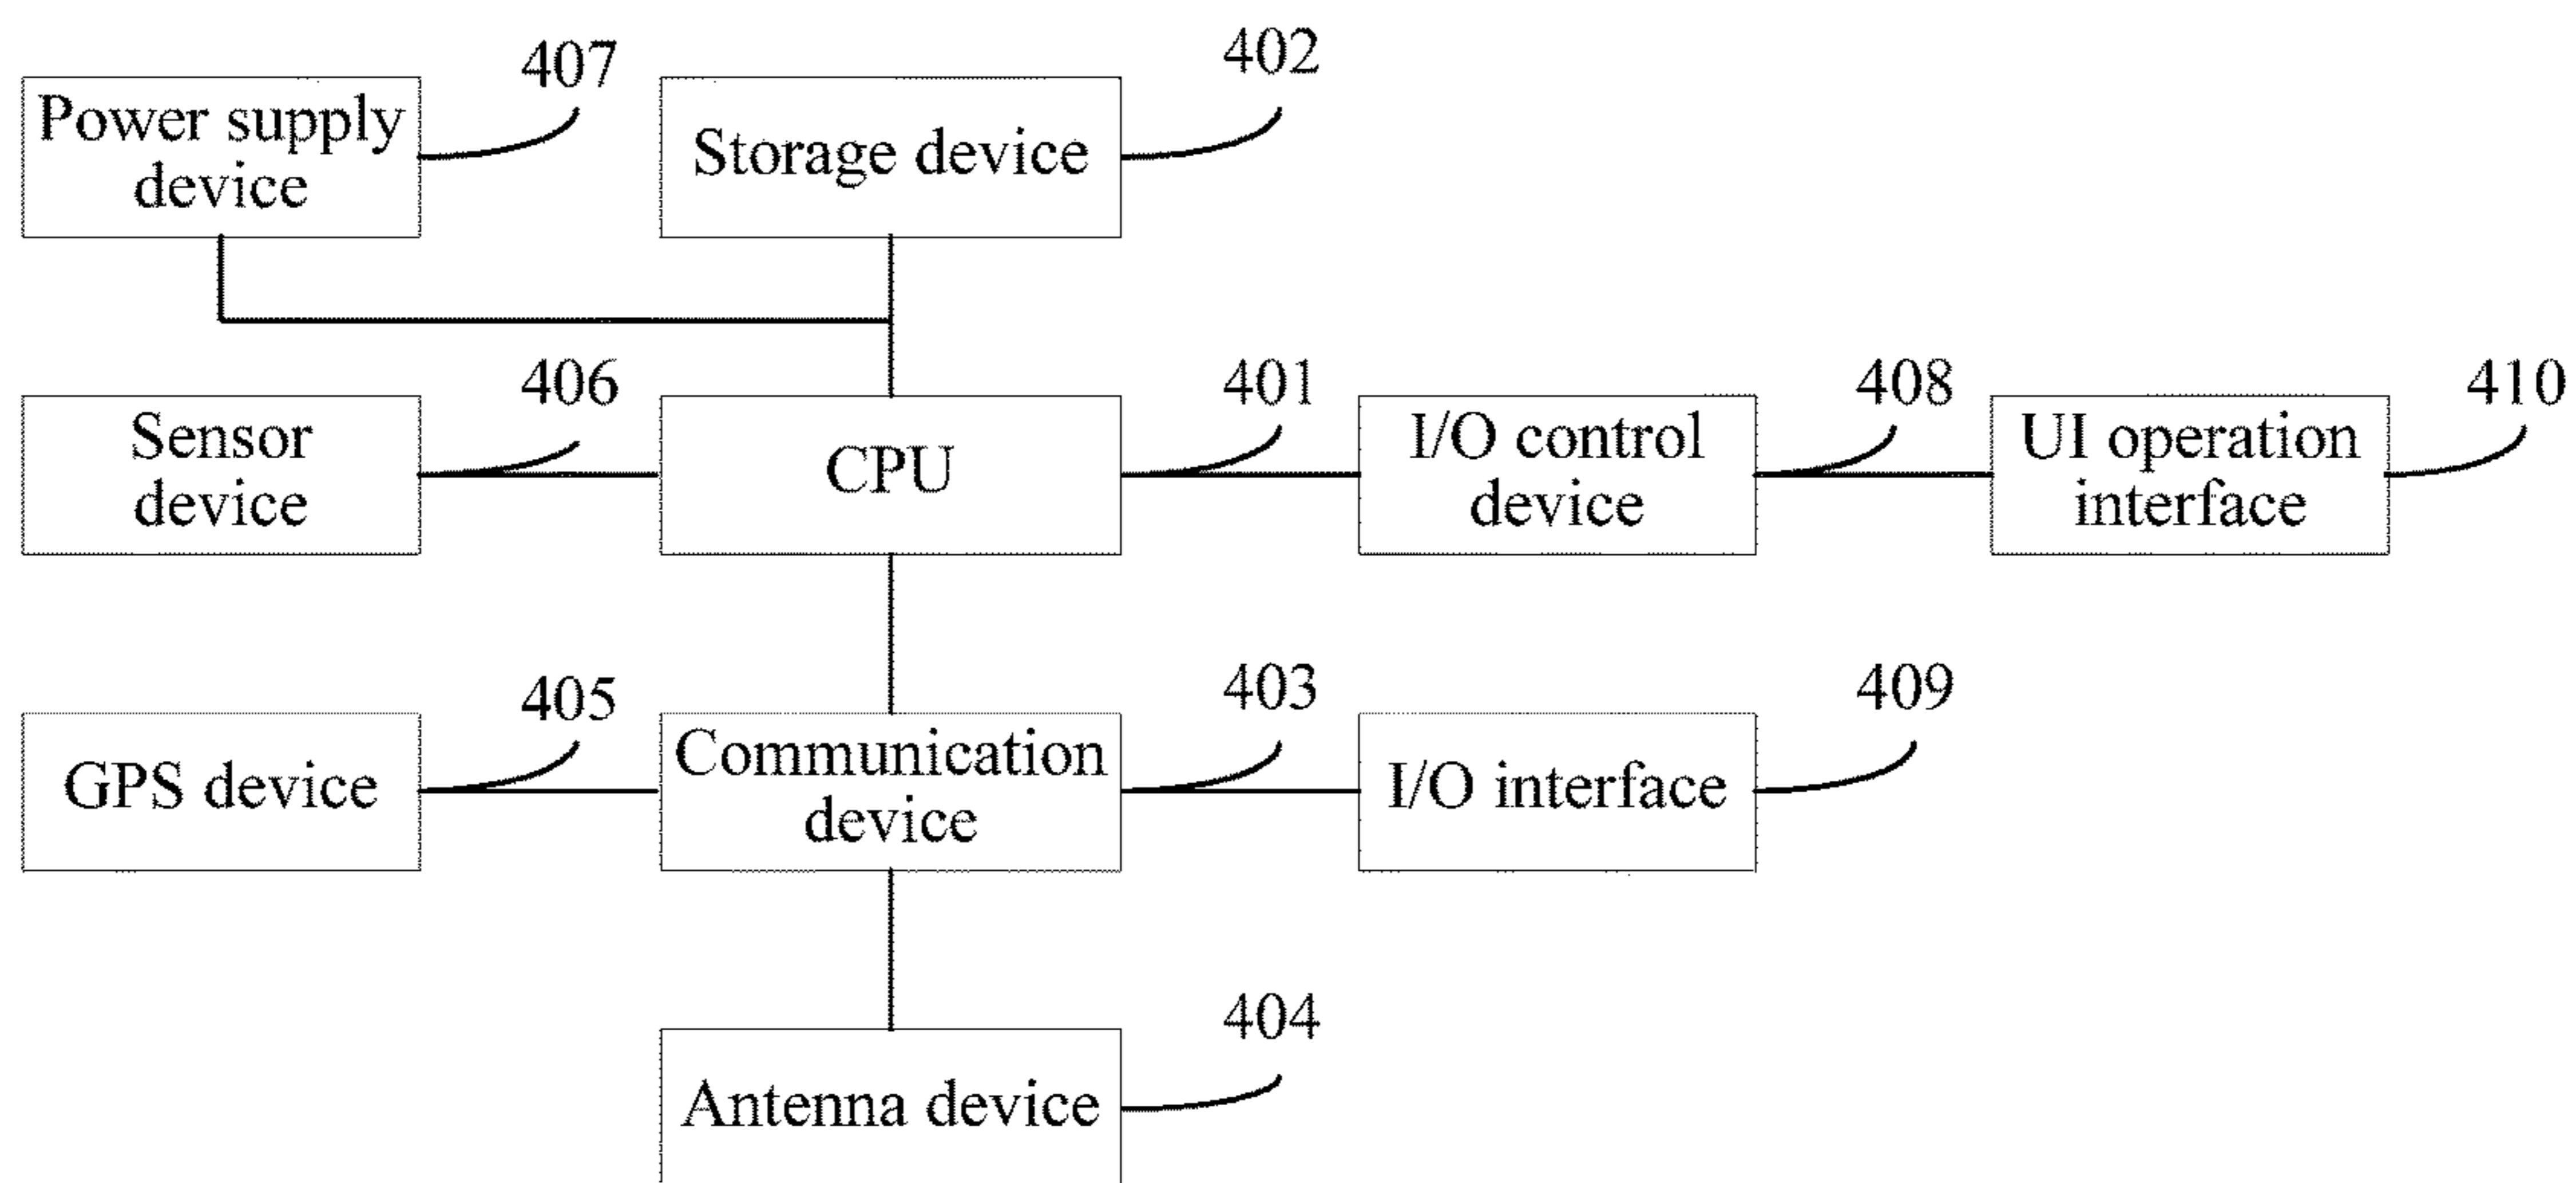 407
402
Power supply
device
Storage device
406
401
408
410
Sensor
device
CPU
I/O control
device
UI operation
interface
405
403
409
GPS device
Communication
device
I/O interface
404
Antenna device